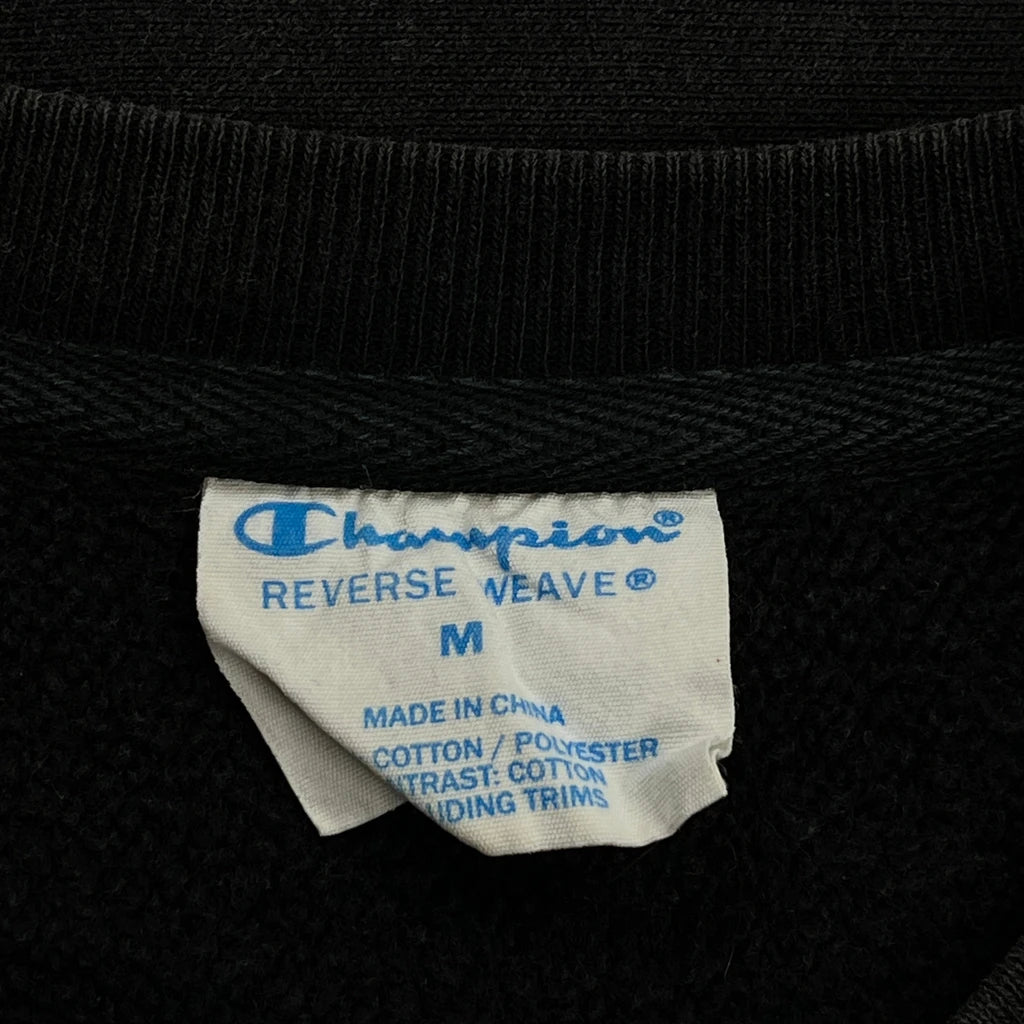 Champion®
REVERSE WEAVE®
M
MADE IN CHINA
COTTON / POLYESTER
COTTON
TRIMS